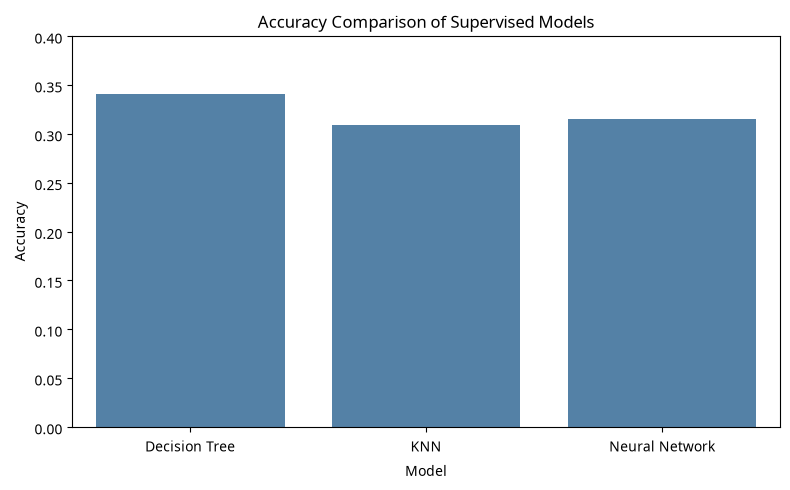 Accuracy Comparison of Supervised Models
0.40
0.35
0.30
0.25
0.20
0.15
0.10
0.05
0.00
Accuracy
Decision Tree
KNN
Neural Network
Model